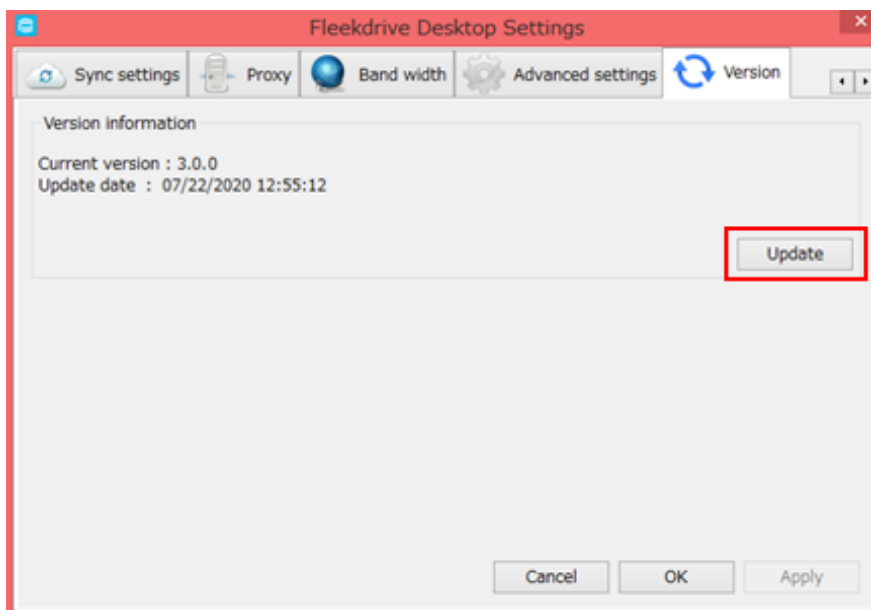 Fleekdrive Desktop Settings
Sync settings Proxy Band width Advanced settings Version
Version information
Current version : 3.0.0
Update date : 07/22/2020 12:55:12
Update
Cancel OK Apply